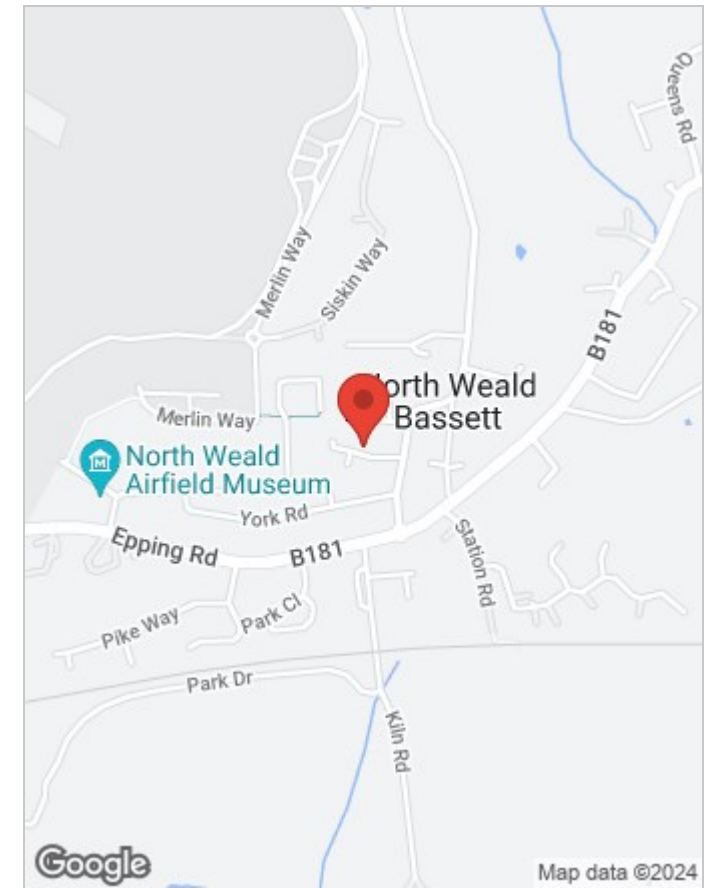 Queens Rd
Merlin Way
Siskin Way
B181
North Weald
Bassett
Merlin Way
North Weald
Airfield Museum
York Rd
Epping Rd
B181
Station Rd
Park Cl
Pike Way
Park Dr
Kiln Rd
Google
Map data ©2024